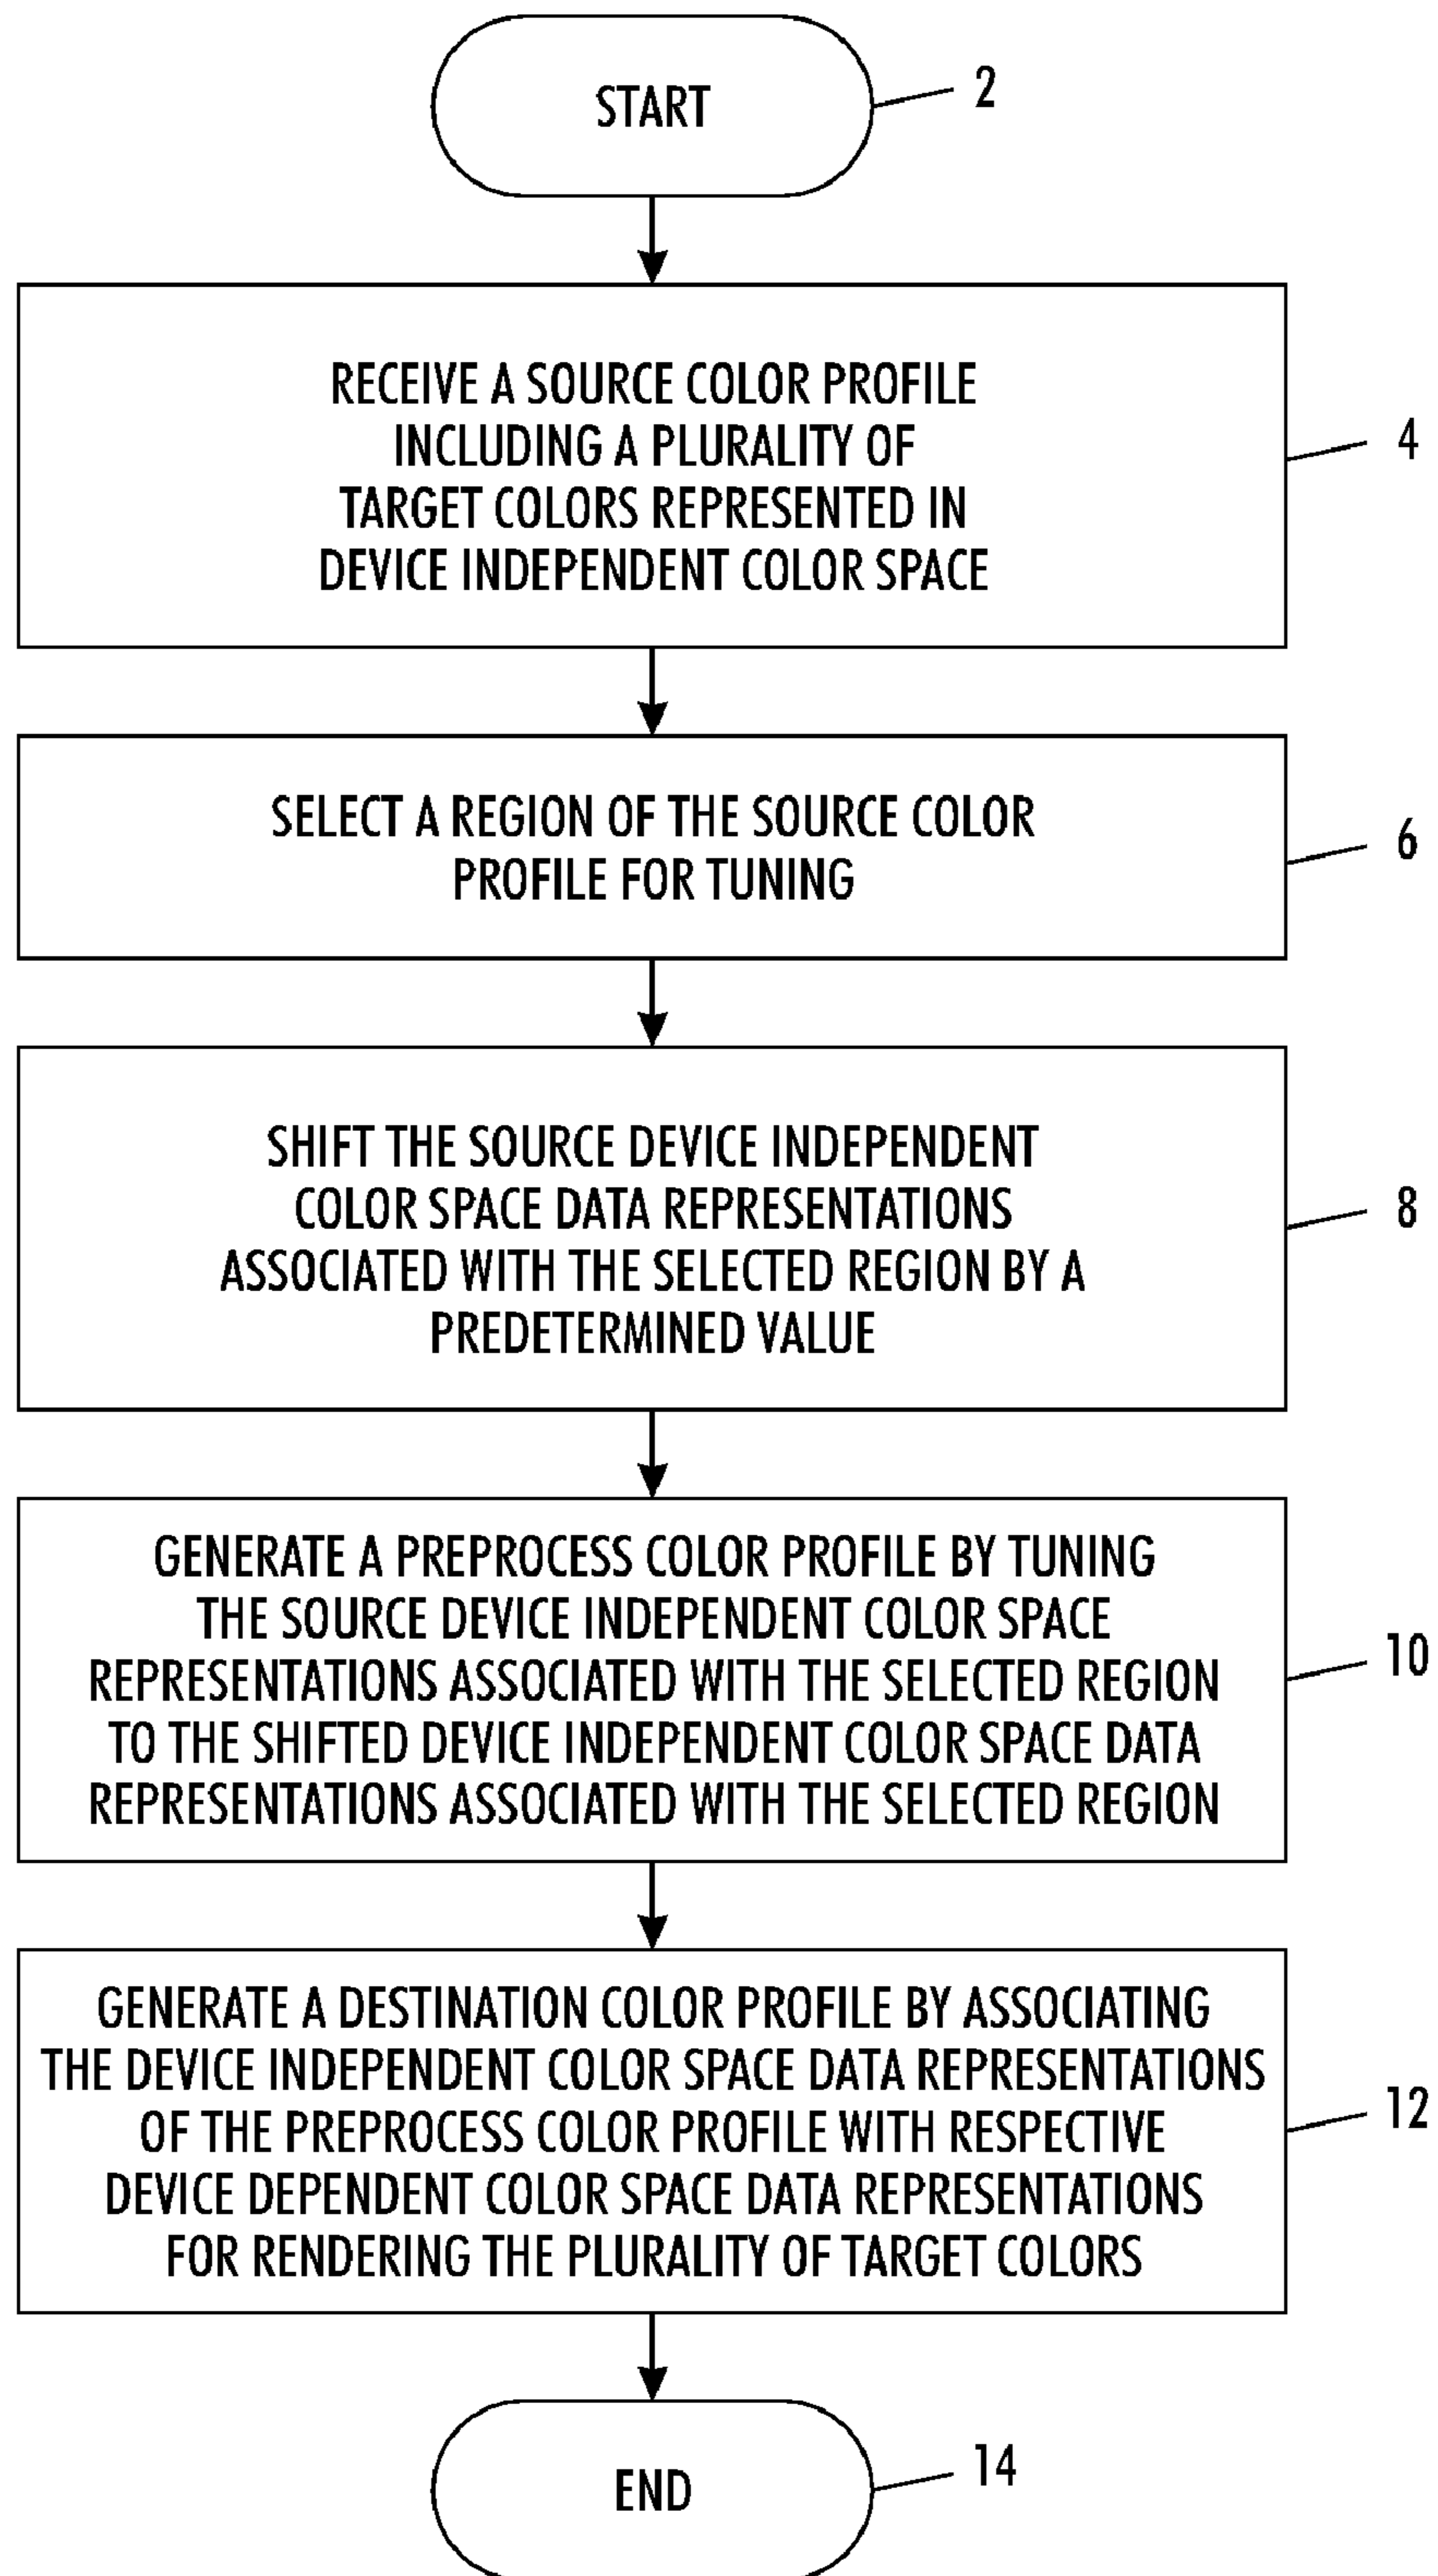 START
2
RECEIVE A SOURCE COLOR PROFILE
INCLUDING A PLURALITY OF
TARGET COLORS REPRESENTED IN
DEVICE INDEPENDENT COLOR SPACE
4
SELECT A REGION OF THE SOURCE COLOR
PROFILE FOR TUNING
6
SHIFT THE SOURCE DEVICE INDEPENDENT
COLOR SPACE DATA REPRESENTATIONS
ASSOCIATED WITH THE SELECTED REGION BY A
PREDETERMINED VALUE
8
GENERATE A PREPROCESS COLOR PROFILE BY TUNING
THE SOURCE DEVICE INDEPENDENT COLOR SPACE
REPRESENTATIONS ASSOCIATED WITH THE SELECTED REGION
TO THE SHIFTED DEVICE INDEPENDENT COLOR SPACE DATA
REPRESENTATIONS ASSOCIATED WITH THE SELECTED REGION
10
GENERATE A DESTINATION COLOR PROFILE BY ASSOCIATING
THE DEVICE INDEPENDENT COLOR SPACE DATA REPRESENTATIONS
OF THE PREPROCESS COLOR PROFILE WITH RESPECTIVE
DEVICE DEPENDENT COLOR SPACE DATA REPRESENTATIONS
FOR RENDERING THE PLURALITY OF TARGET COLORS
12
END
14